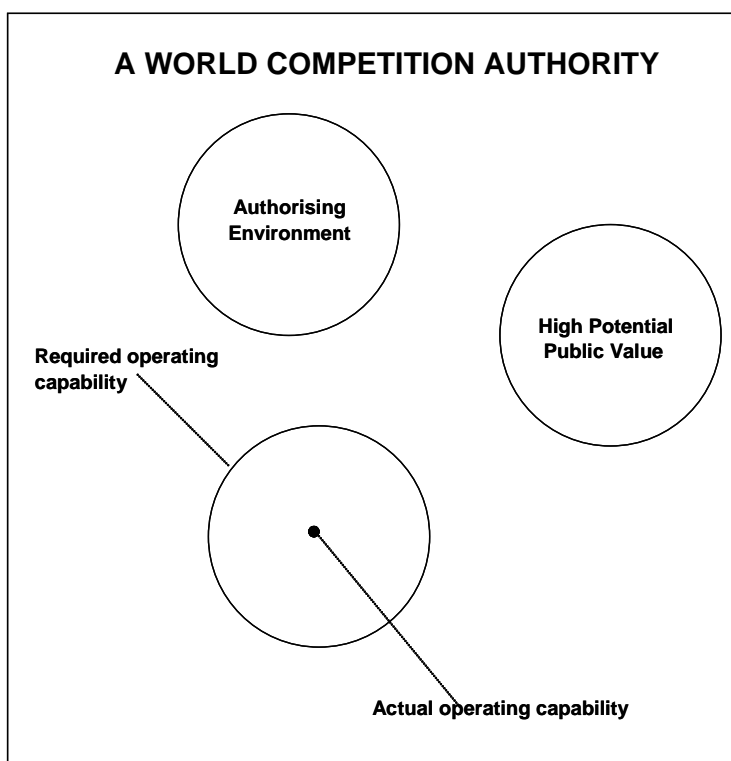 A WORLD COMPETITION AUTHORITY
Authorising
Environment
High Potential
Public Value
Required operating
capability
Actual operating capability